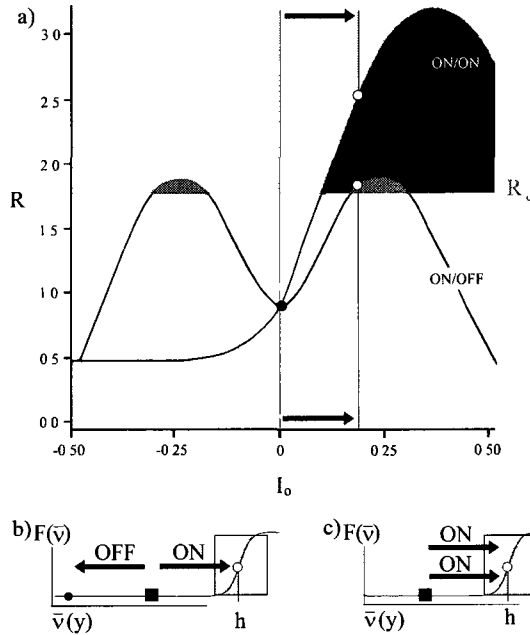 a)
3 0
ON/ON
2 5
2 0
R
R
1 5
1 0
ON/OFF
0 5
0 0
-0 50
-0 25
0
0 25
0 50
I₀
b) F(ν̄)
OFF
ON
ν̄(y)
h
c) F(ν̄)
ON
ON
ν̄(y)
h